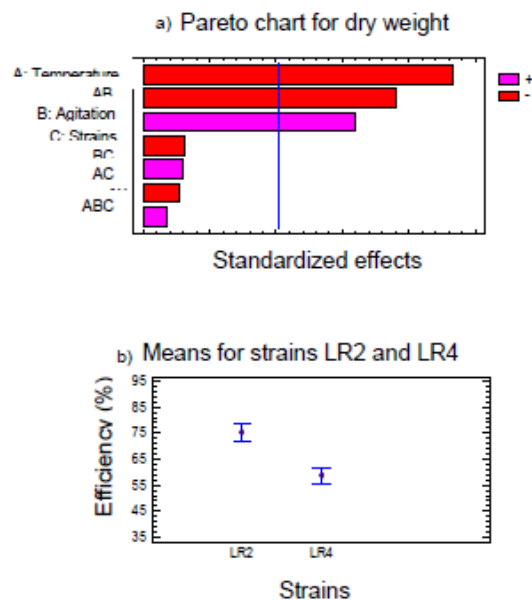 a) Pareto chart for dry weight
A: Temperature
AB
B: Agitation
C: Strains
BC
AC
ABC
+
-
Standardized effects
b) Means for strains LR2 and LR4
Efficiency (%)
95
85
75
65
55
45
35
LR2 LR4
Strains